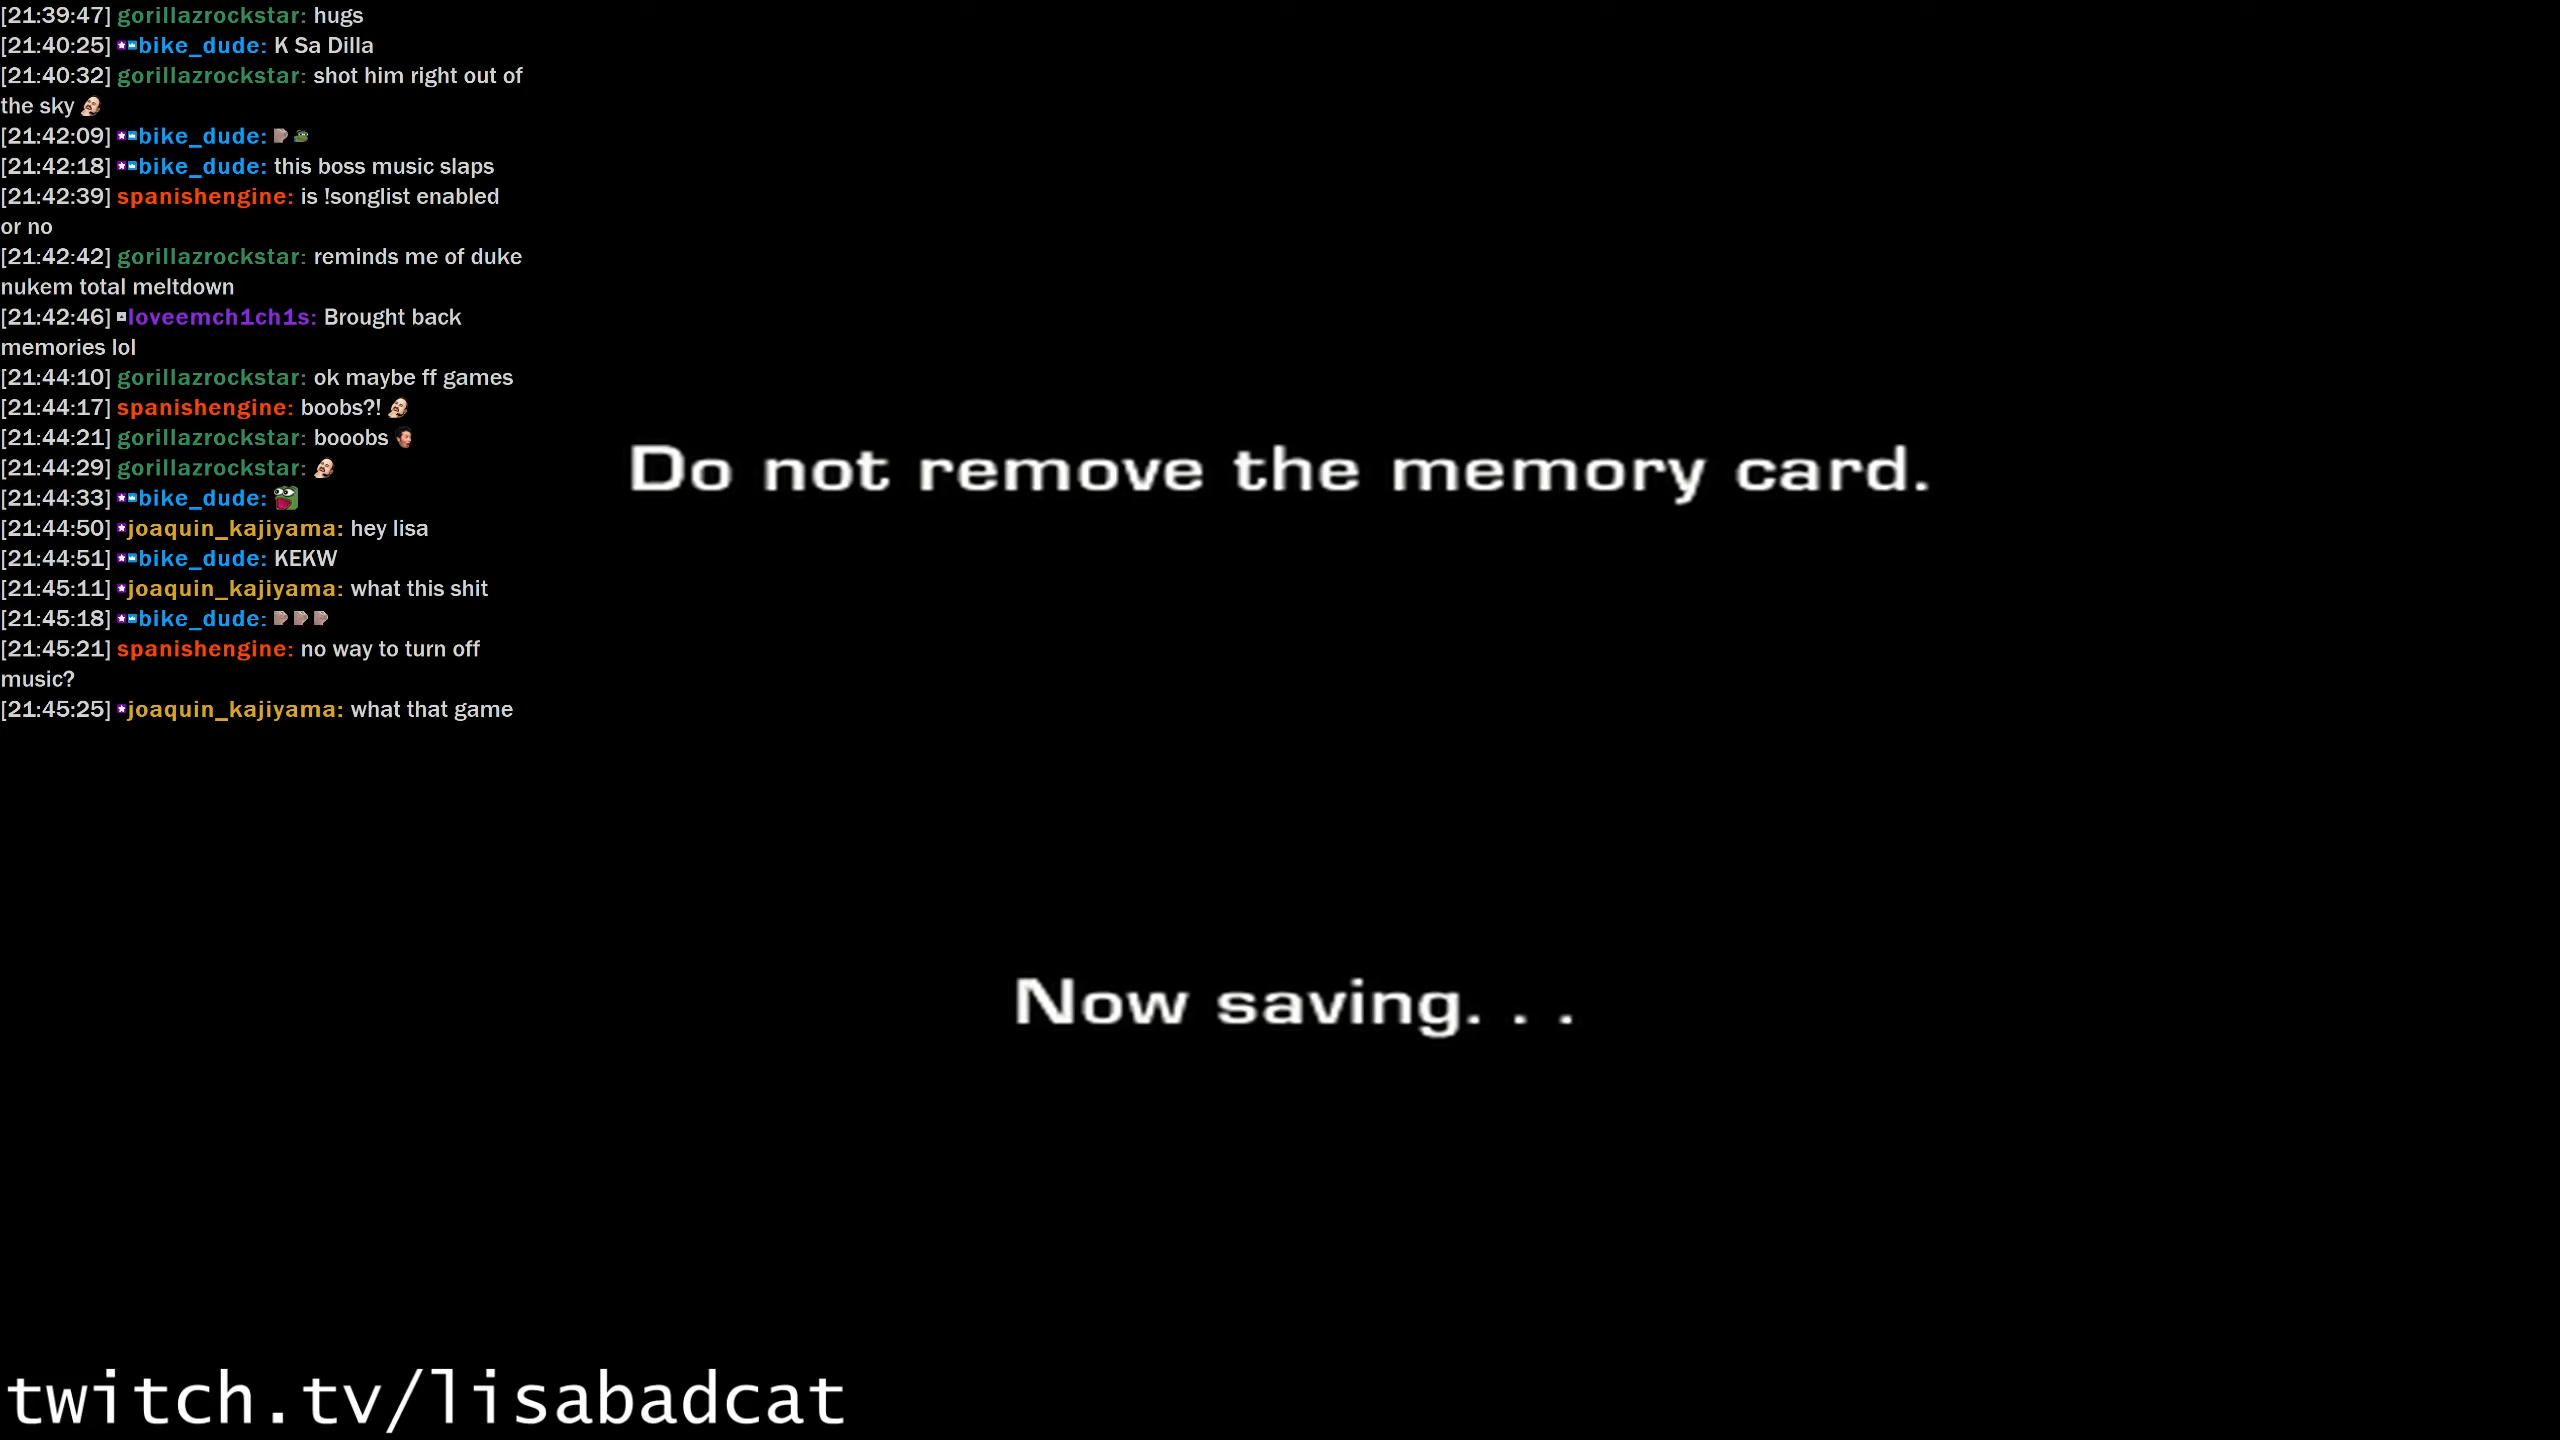 [21:39:47] gorillazrockstar: hugs
[21:40:25] bike_dude: K Sa Dilla
[21:40:32] gorillazrockstar: shot him right out of
the sky
[21:42:09] bike_dude:
[21:42:18] bike_dude: this boss music slaps
[21:42:39] spanishengine: is !songlist enabled
or no
[21:42:42] gorillazrockstar: reminds me of duke
nukem total meltdown
[21:42:46] loveemch1ch1s: Brought back
memories lol
[21:44:10] gorillazrockstar: ok maybe ff games
[21:44:17] spanishengine: boobs?!
[21:44:21] gorillazrockstar: booobs
[21:44:29] gorillazrockstar:
[21:44:33] bike_dude:
[21:44:50] joaquin_kajiyama: hey lisa
[21:44:51] bike_dude: KEKW
[21:45:11] joaquin_kajiyama: what this shit
[21:45:18] bike_dude:
[21:45:21] spanishengine: no way to turn off
music?
[21:45:25] joaquin_kajiyama: what that game
Do not remove the memory card.
Now saving. . .
twitch.tv/lisabadcat